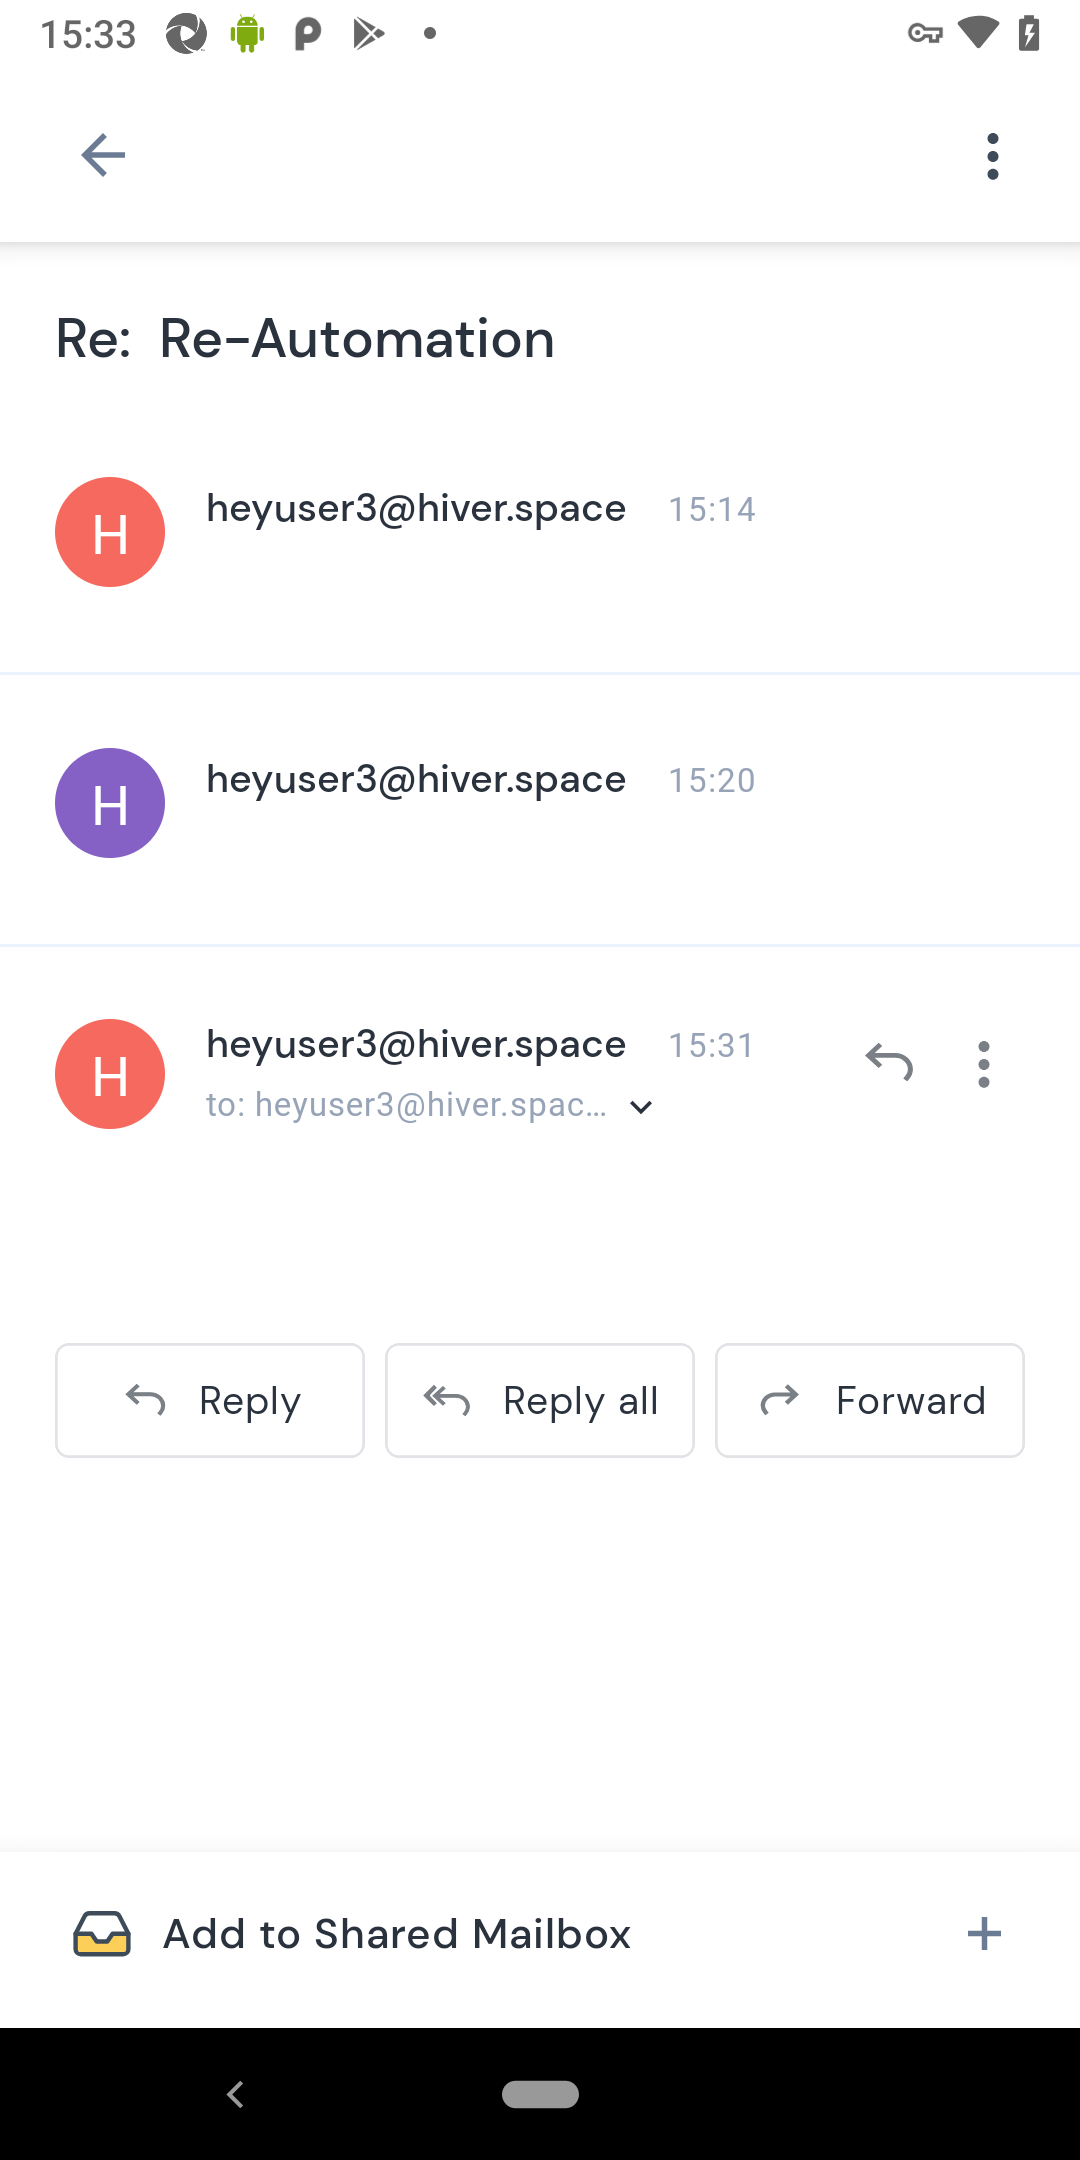 15:33
Re: Re-Automation
H heyuser3@hiver.space 15:14
H heyuser3@hiver.space 15:20
H heyuser3@hiver.space 15:31
to: heyuser3@hiver.spac...
Reply Reply all Forward
Add to Shared Mailbox